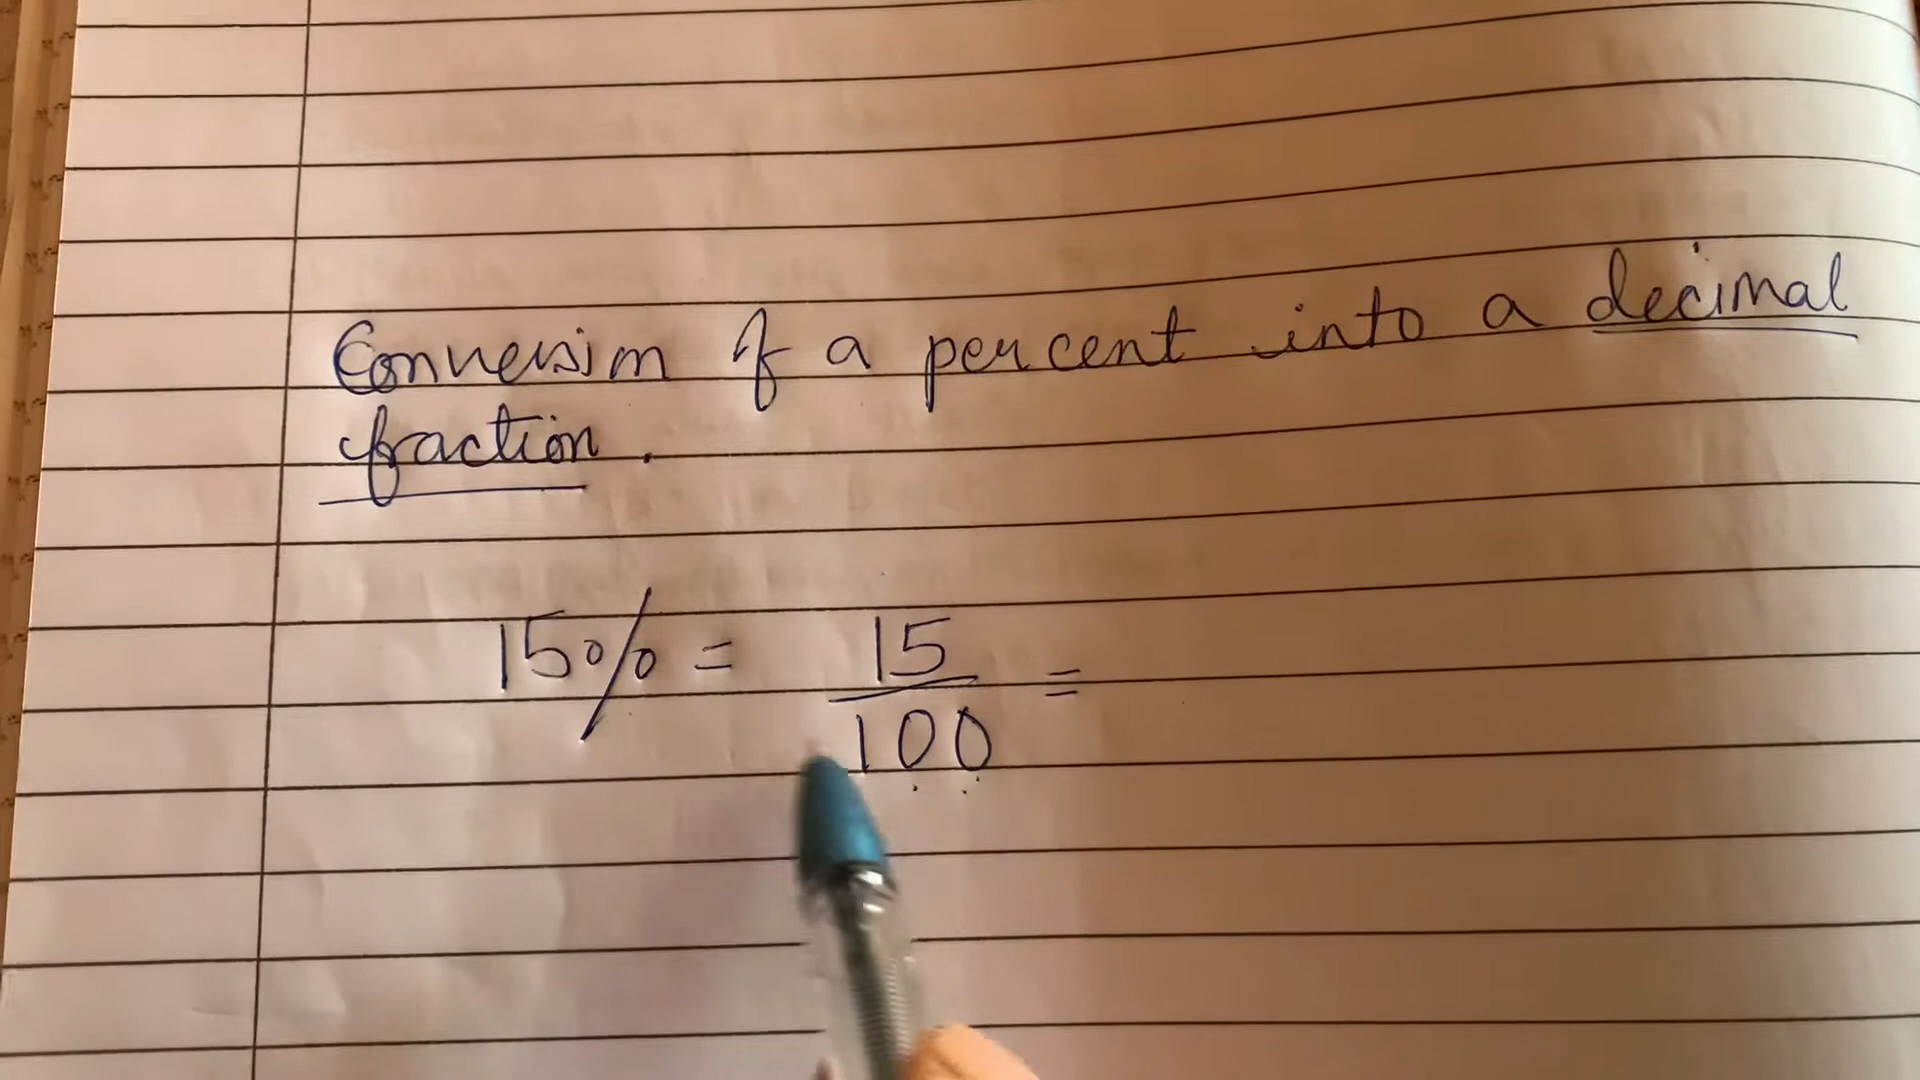 Conversion of a percent into a decimal
fraction.
15% = 15/100 =